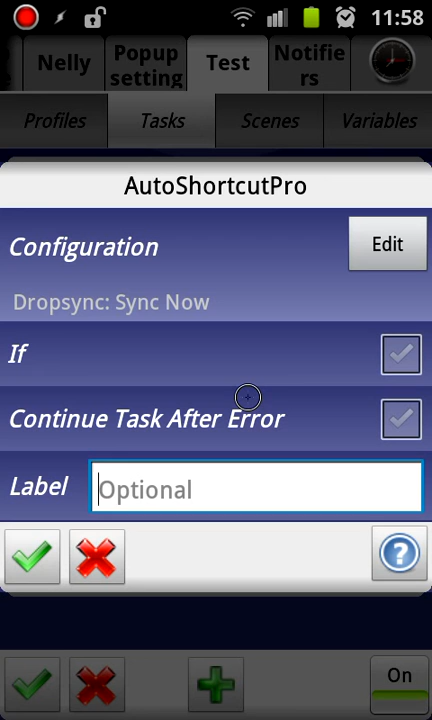 11:58
Nelly
Popup
setting
Test
Notifie
rs
Profiles
Tasks
Scenes
Variables
AutoShortcutPro
Configuration
Edit
Dropsync: Sync Now
If
Continue Task After Error
Label
Optional
On